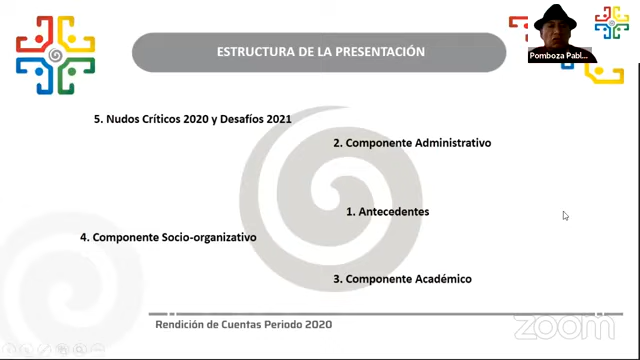 ESTRUCTURA DE LA PRESENTACIÓN
Pomboza Pabl...
5. Nudos Críticos 2020 y Desafíos 2021
2. Componente Administrativo
1. Antecedentes
4. Componente Socio-organizativo
3. Componente Académico
Rendición de Cuentas Periodo 2020
zoom